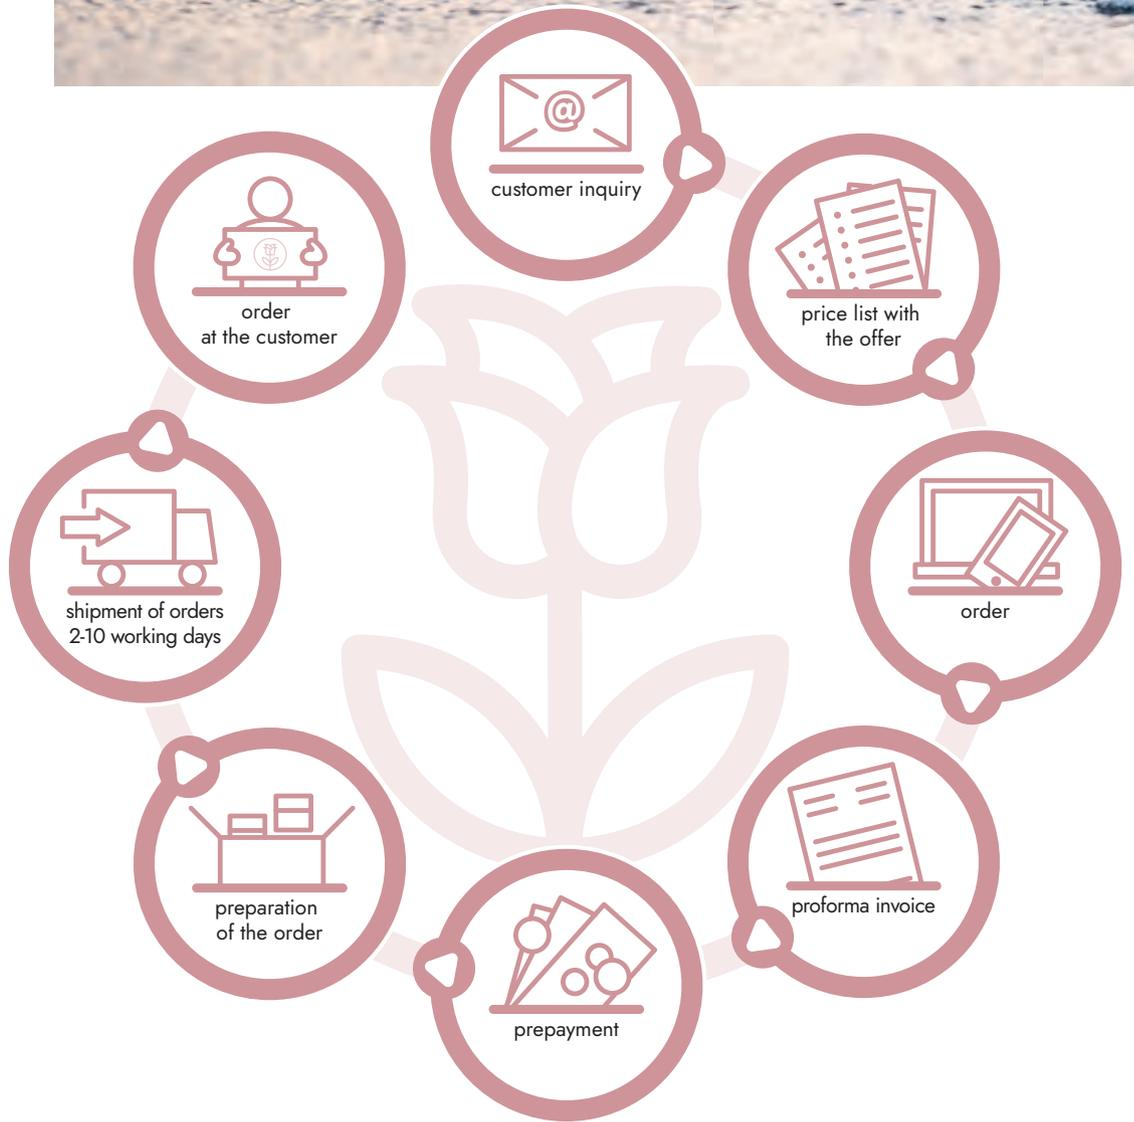 @
customer inquiry
price list with
the offer
order
proforma invoice
prepayment
preparation
of the order
shipment of orders
2-10 working days
order
at the customer